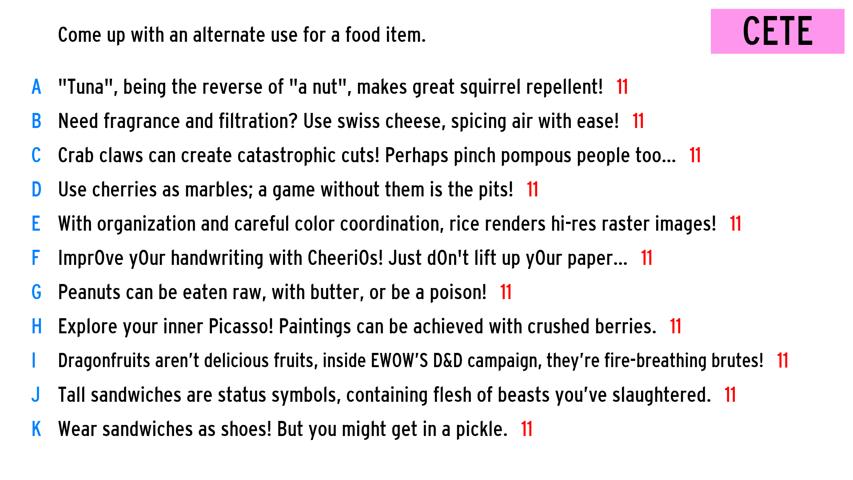 Come up with an alternate use for a food item.
CETE
A "Tuna", being the reverse of "a nut", makes great squirrel repellent! 11
B Need fragrance and filtration? Use swiss cheese, spicing air with ease! 11
C Crab claws can create catastrophic cuts! Perhaps pinch pompous people too... 11
D Use cherries as marbles; a game without them is the pits! 11
E With organization and careful color coordination, rice renders hi-res raster images! 11
F ImprOve yOur handwriting with CheeriOs! Just dOn't lift up yOur paper... 11
G Peanuts can be eaten raw, with butter, or be a poison! 11
H Explore your inner Picasso! Paintings can be achieved with crushed berries. 11
I Dragonfruits aren’t delicious fruits, inside EWOW’S D&D campaign, they’re fire-breathing brutes! 11
J Tall sandwiches are status symbols, containing flesh of beasts you’ve slaughtered. 11
K Wear sandwiches as shoes! But you might get in a pickle. 11